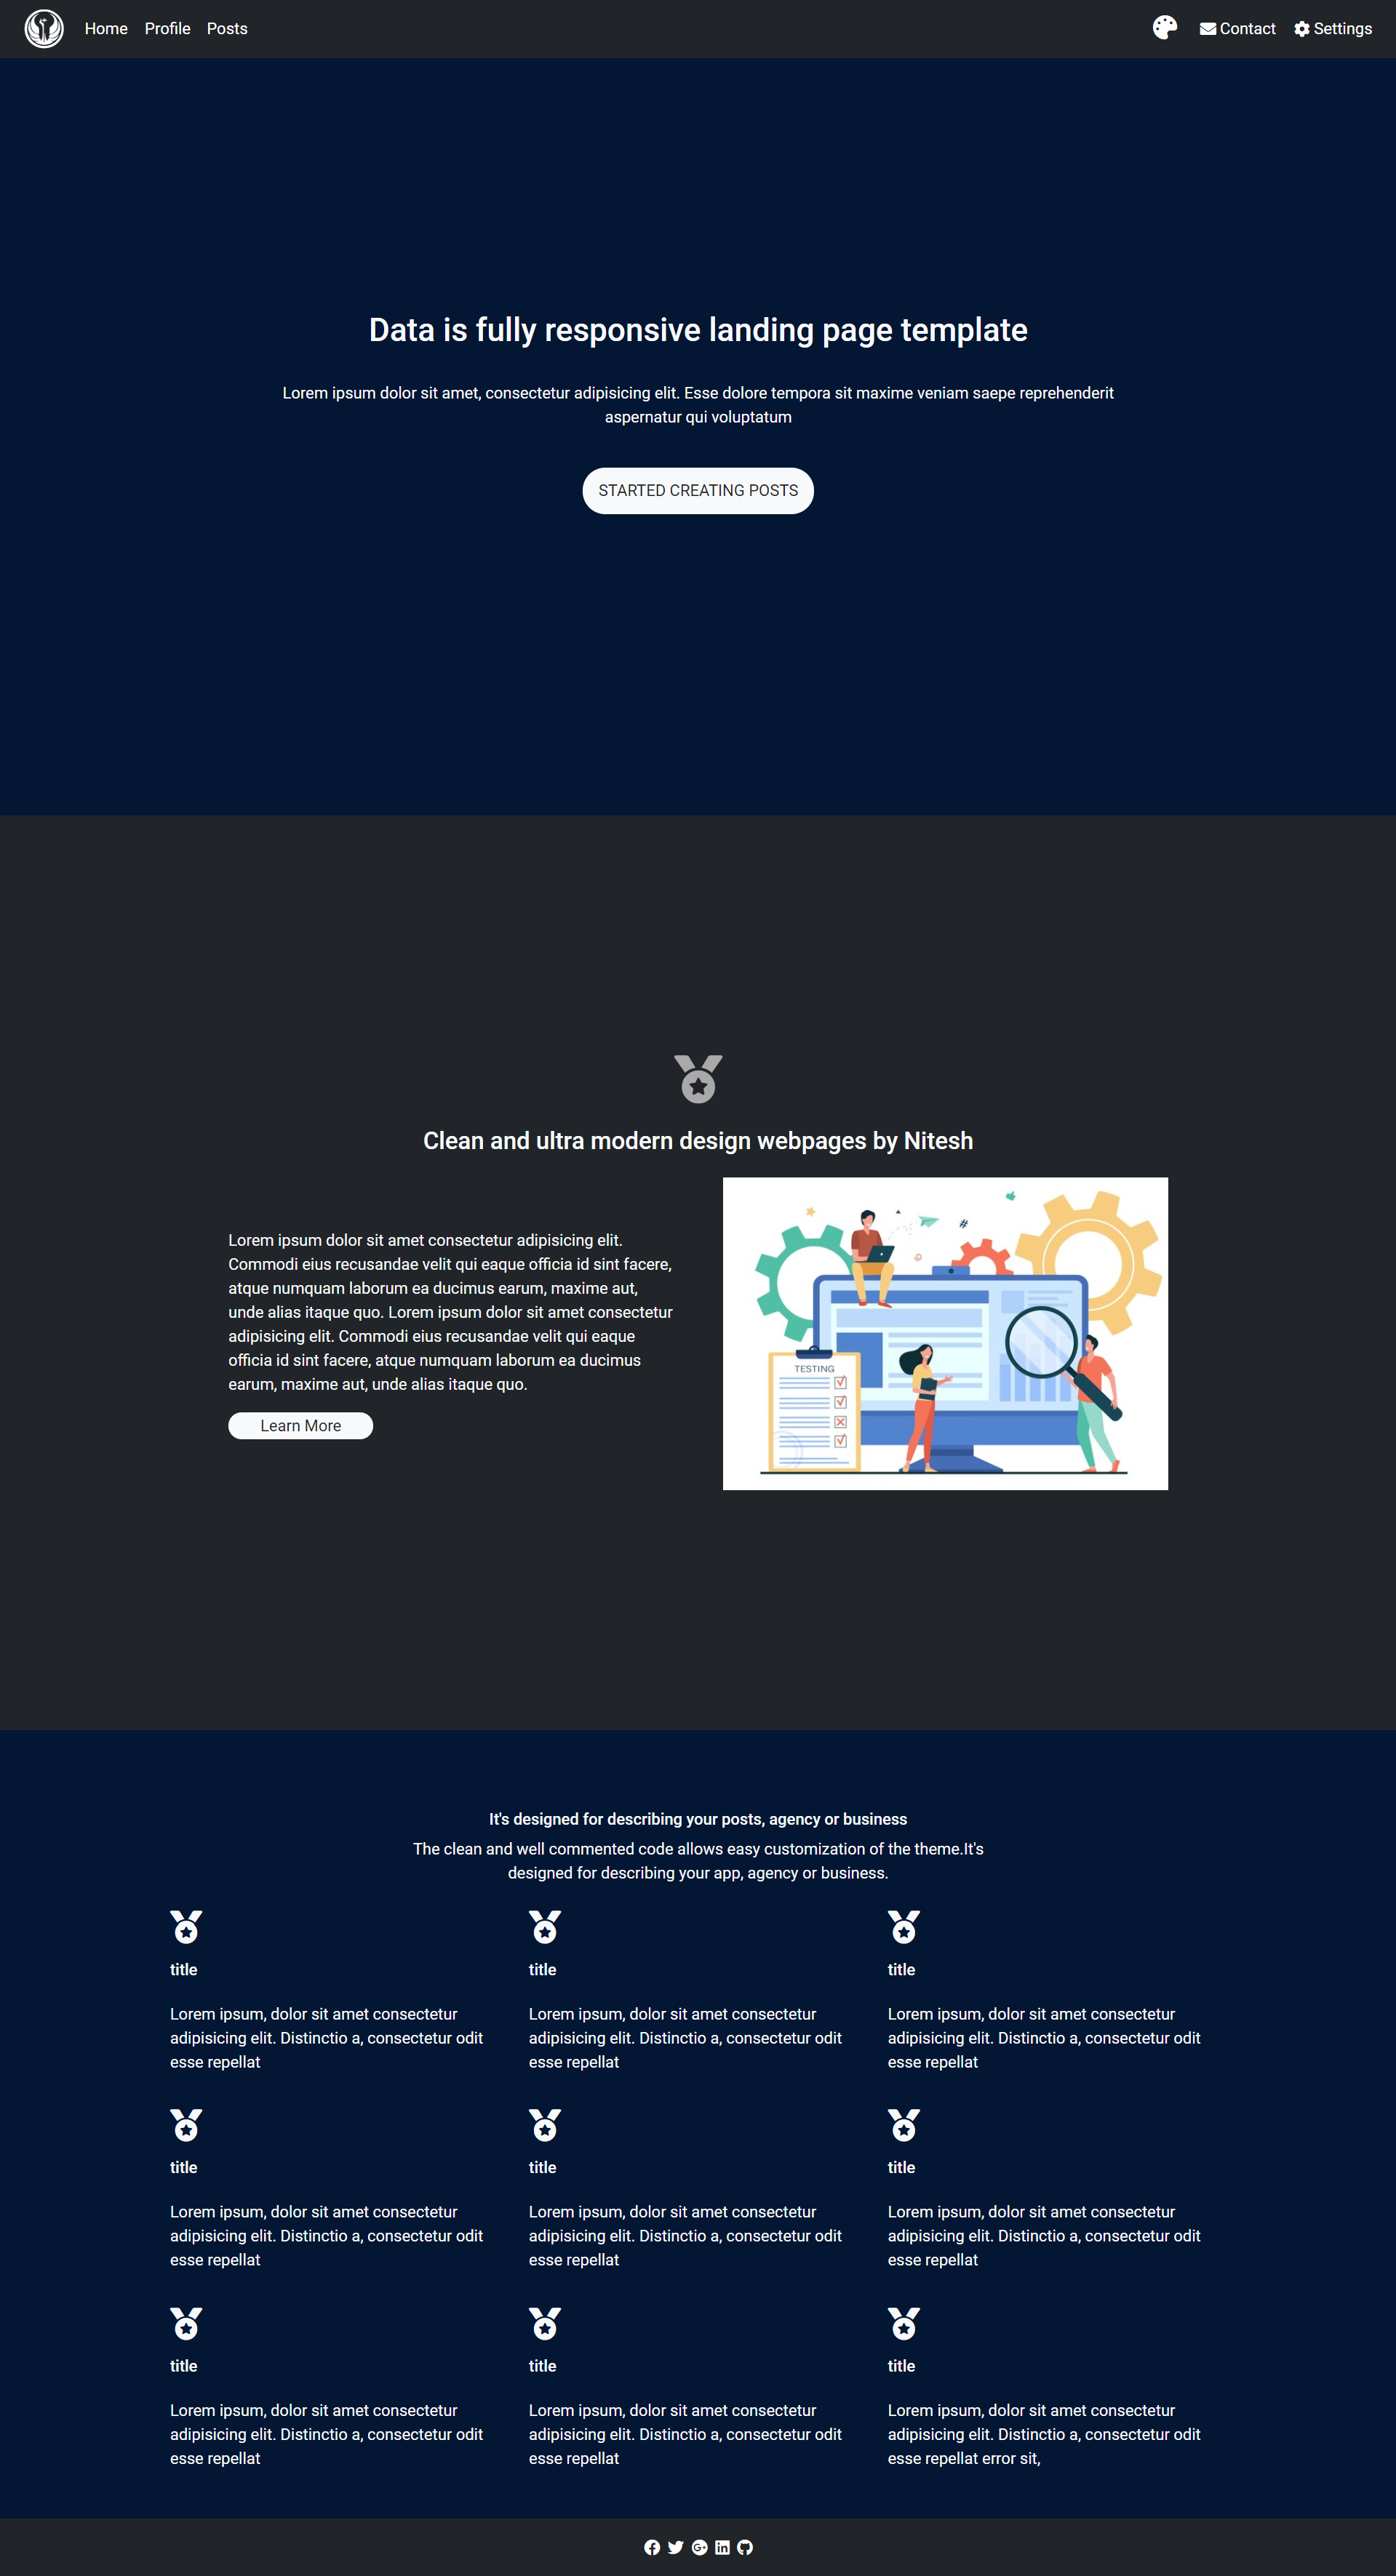 Home Profile Posts Contact Settings
Data is fully responsive landing page template
Lorem ipsum dolor sit amet, consectetur adipisicing elit. Esse dolore tempora sit maxime veniam saepe reprehenderit
aspernatur qui voluptatum
STARTED CREATING POSTS
Clean and ultra modern design webpages by Nitesh
Lorem ipsum dolor sit amet consectetur adipisicing elit.
Commodi eius recusandae velit qui eaque officia id sint facere,
atque numquam laborum ea ducimus earum, maxime aut,
unde alias itaque quo. Lorem ipsum dolor sit amet consectetur
adipisicing elit. Commodi eius recusandae velit qui eaque
officia id sint facere, atque numquam laborum ea ducimus
earum, maxime aut, unde alias itaque quo.
Learn More
#
TESTING
It's designed for describing your posts, agency or business
The clean and well commented code allows easy customization of the theme.It's
designed for describing your app, agency or business.
title
Lorem ipsum, dolor sit amet consectetur
adipisicing elit. Distinctio a, consectetur odit
esse repellat
title
Lorem ipsum, dolor sit amet consectetur
adipisicing elit. Distinctio a, consectetur odit
esse repellat
title
Lorem ipsum, dolor sit amet consectetur
adipisicing elit. Distinctio a, consectetur odit
esse repellat
title
Lorem ipsum, dolor sit amet consectetur
adipisicing elit. Distinctio a, consectetur odit
esse repellat
title
Lorem ipsum, dolor sit amet consectetur
adipisicing elit. Distinctio a, consectetur odit
esse repellat
title
Lorem ipsum, dolor sit amet consectetur
adipisicing elit. Distinctio a, consectetur odit
esse repellat
title
Lorem ipsum, dolor sit amet consectetur
adipisicing elit. Distinctio a, consectetur odit
esse repellat
title
Lorem ipsum, dolor sit amet consectetur
adipisicing elit. Distinctio a, consectetur odit
esse repellat
title
Lorem ipsum, dolor sit amet consectetur
adipisicing elit. Distinctio a, consectetur odit
esse repellat error sit,